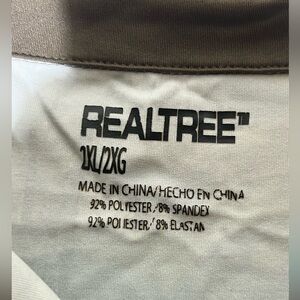 REALTREE™
2XL/2XG
MADE IN CHINA/HECHO EN CHINA
92% POLYESTER/8% SPANDEX
92% POLIESTER/8% ELASTAN